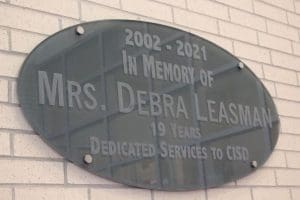 2002 - 2021
In Memory of
Mrs. Debra Leasman
19 Years
Dedicated Services to CISD